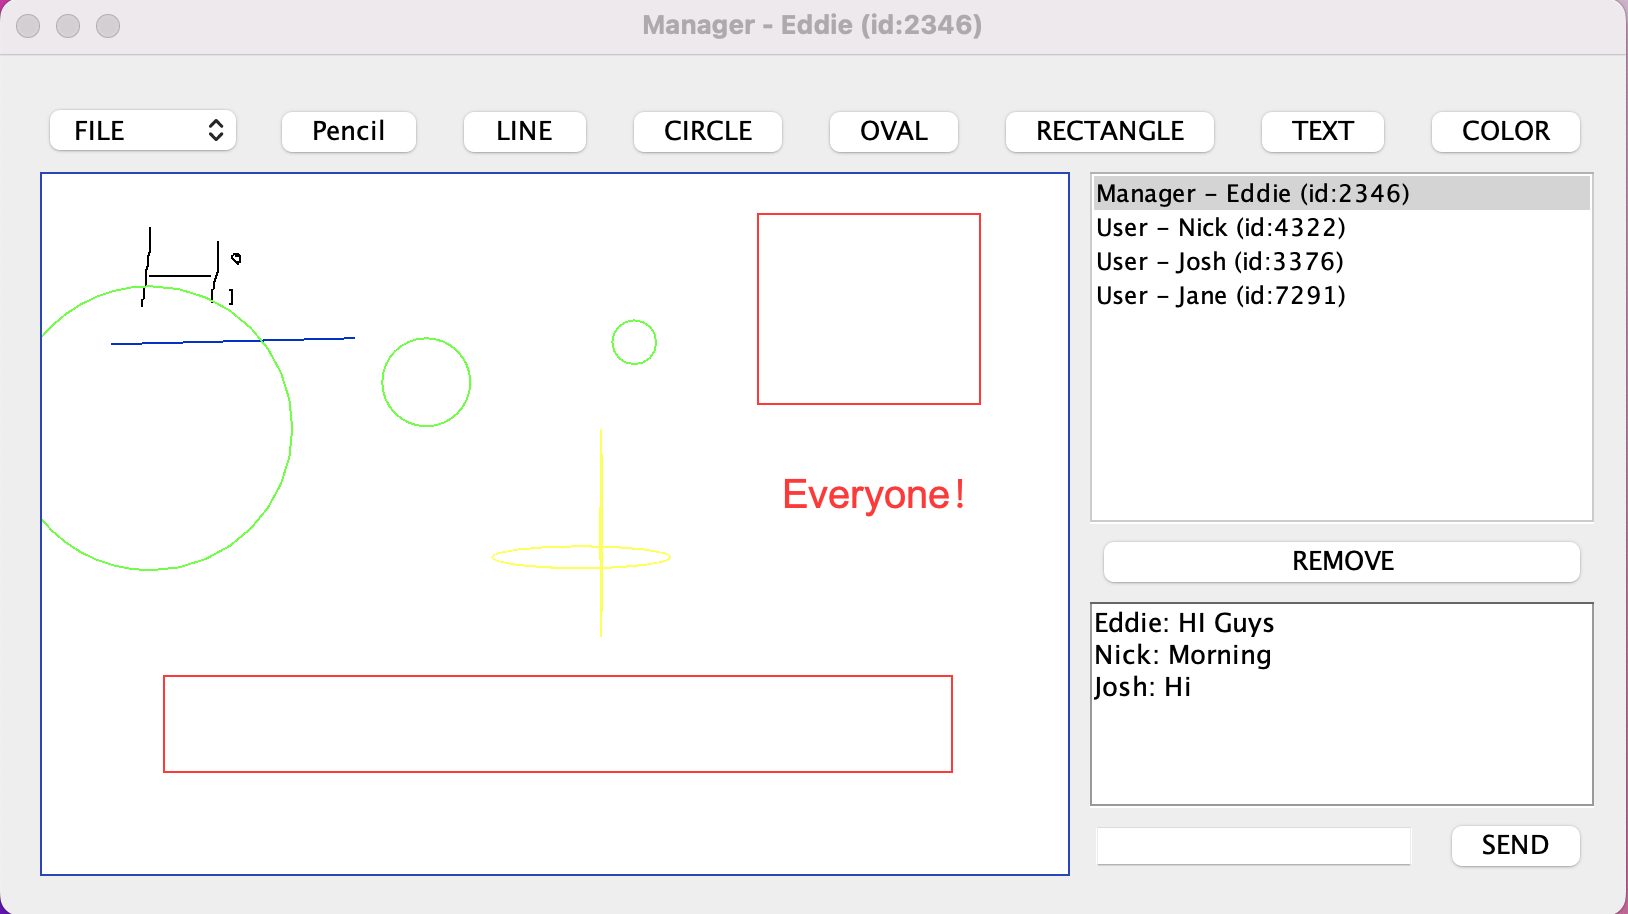 Manager - Eddie (id:2346)
FILE Pencil LINE CIRCLE OVAL RECTANGLE TEXT COLOR
Hi
Everyone!
Manager - Eddie (id:2346)
User - Nick (id:4322)
User - Josh (id:3376)
User - Jane (id:7291)
REMOVE
Eddie: HI Guys
Nick: Morning
Josh: Hi
SEND